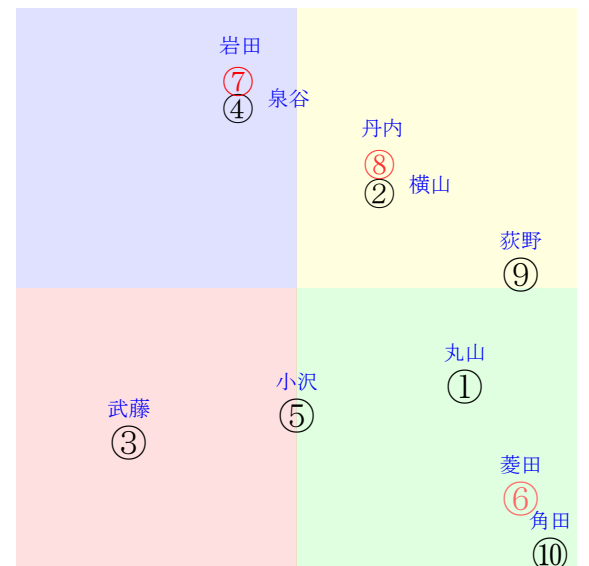 岩田
⑦
④ 泉谷
丹内
⑧
② 横山
荻野
⑨
丸山
①
小沢
⑤
武藤
③
菱田
⑥
角田
⑩